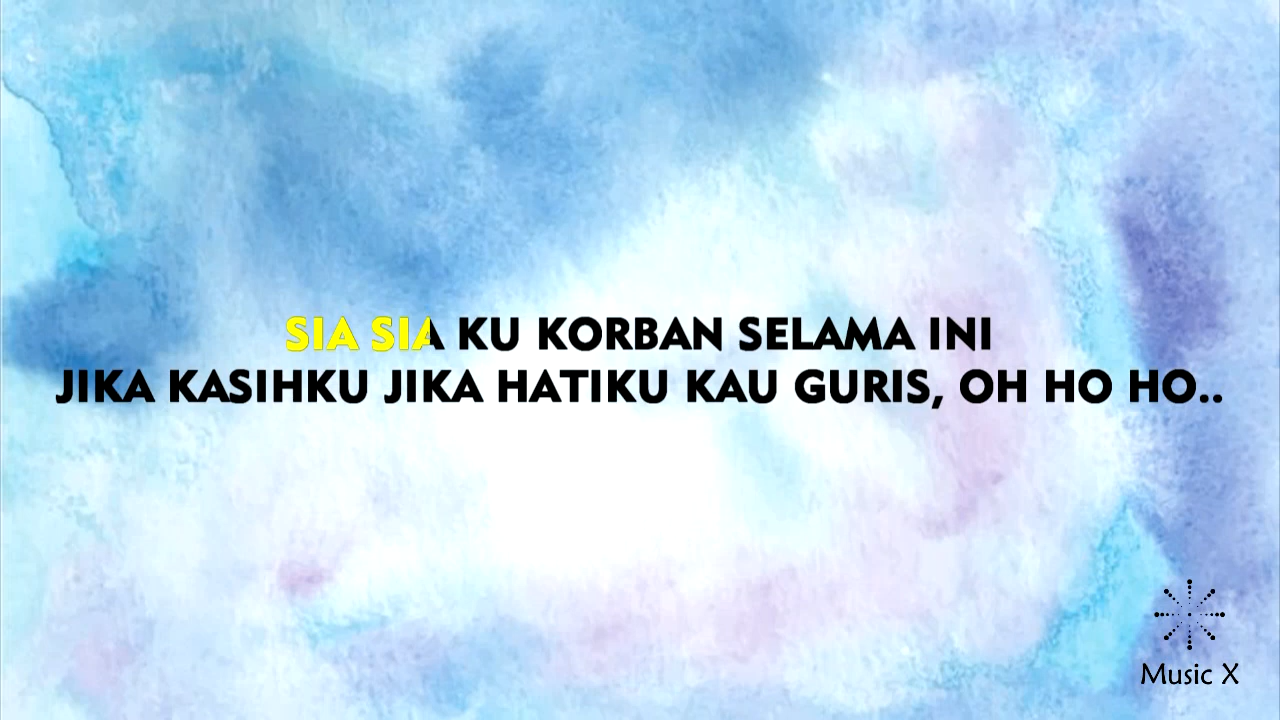 SIA SIA KU KORBAN SELAMA INI
JIKA KASIHKU JIKA HATIKU KAU GURIS, OH HO HO..
Music X